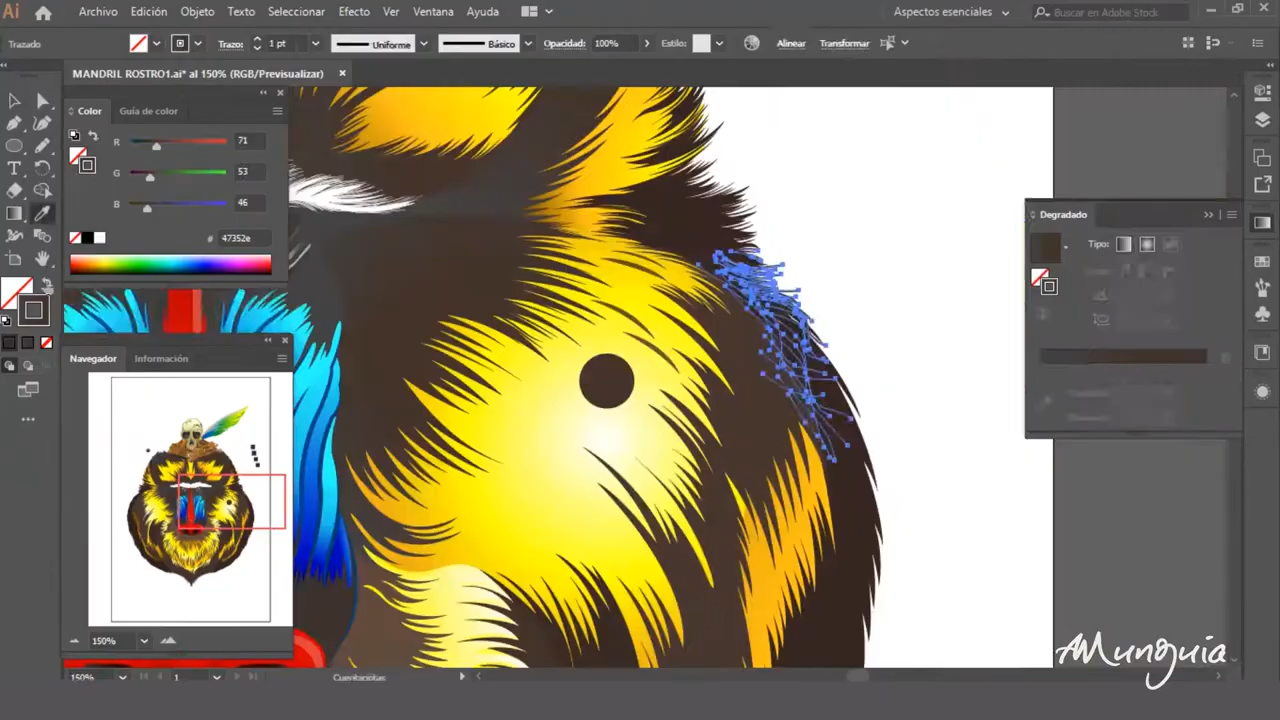 Ai Archivo Edición Objeto Texto Seleccionar Efecto Ver Ventana Ayuda Aspectos esenciales Buscar en Adobe Stock
Trazado Trazo: 1 pt Uniforme Básico Opacidad: 100% Estilo: Alinear Transformar
MANDRIL ROSTRO1.ai* al 150% (RGB/Previsualizar)
Color Guía de color
R 71
G 53
B 46
# 47352e
Degradado
Tipo:
Navegador Información
150%
150% 1
AMunguia